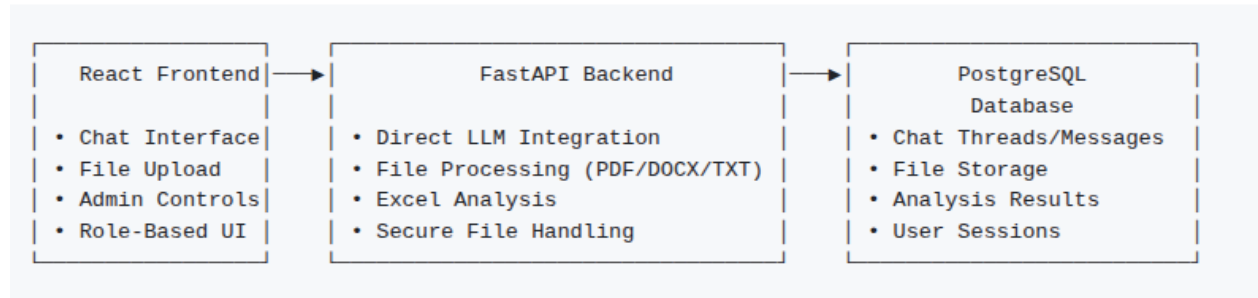 React Frontend
• Chat Interface
• File Upload
• Admin Controls
• Role-Based UI
FastAPI Backend
• Direct LLM Integration
• File Processing (PDF/DOCX/TXT)
• Excel Analysis
• Secure File Handling
PostgreSQL
Database
• Chat Threads/Messages
• File Storage
• Analysis Results
• User Sessions